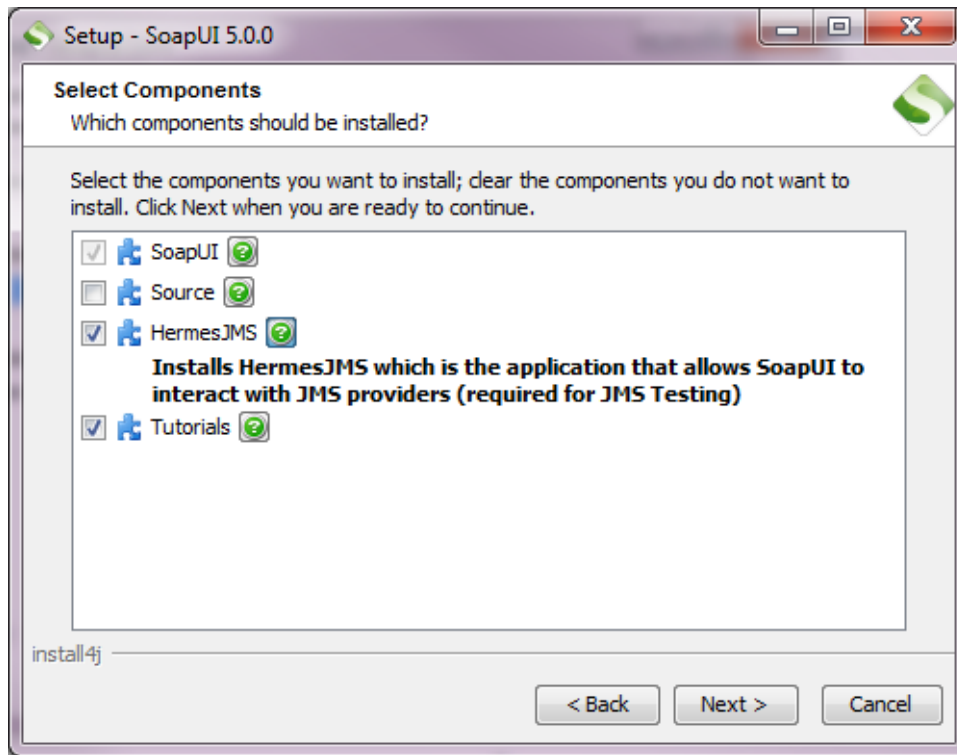 Setup - SoapUI 5.0.0
Select Components
Which components should be installed?
Select the components you want to install; clear the components you do not want to
install. Click Next when you are ready to continue.
SoapUI
Source
HermesJMS
Installs HermesJMS which is the application that allows SoapUI to
interact with JMS providers (required for JMS Testing)
Tutorials
install4j
< Back Next > Cancel